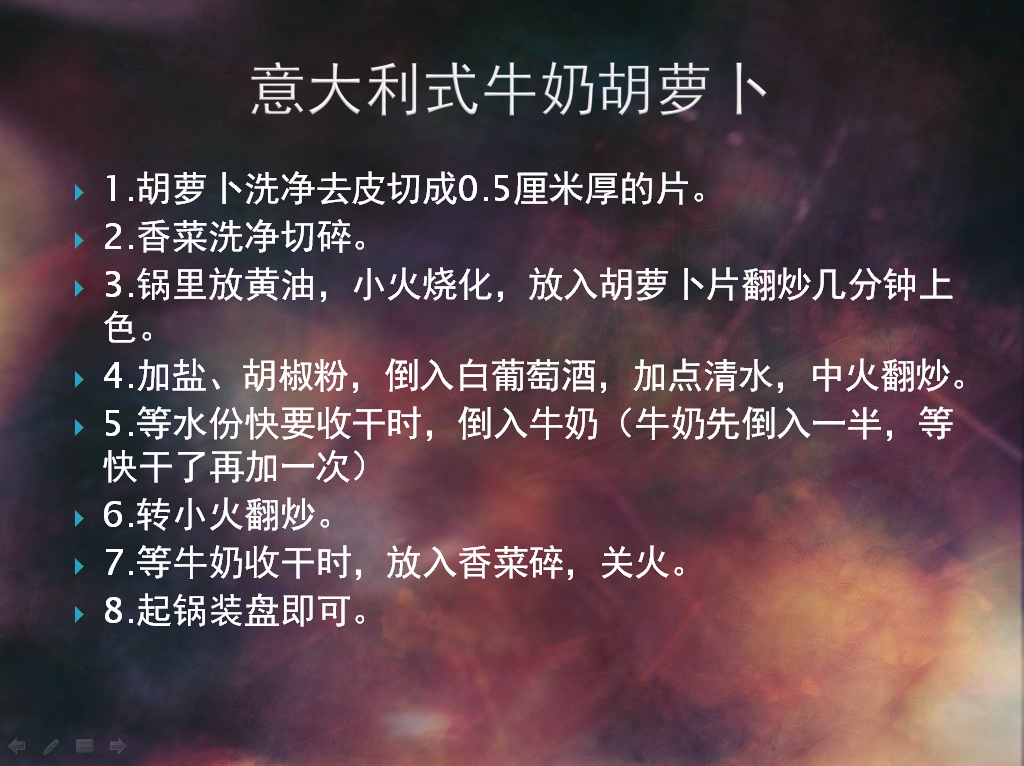 意大利式牛奶胡萝卜
1.胡萝卜洗净去皮切成0.5厘米厚的片。
2.香菜洗净切碎。
3.锅里放黄油，小火烧化，放入胡萝卜片翻炒几分钟上
色。
4.加盐、胡椒粉，倒入白葡萄酒，加点清水，中火翻炒。
5.等水份快要收干时，倒入牛奶（牛奶先倒入一半，等
快干了再加一次）
6.转小火翻炒。
7.等牛奶收干时，放入香菜碎，关火。
8.起锅装盘即可。